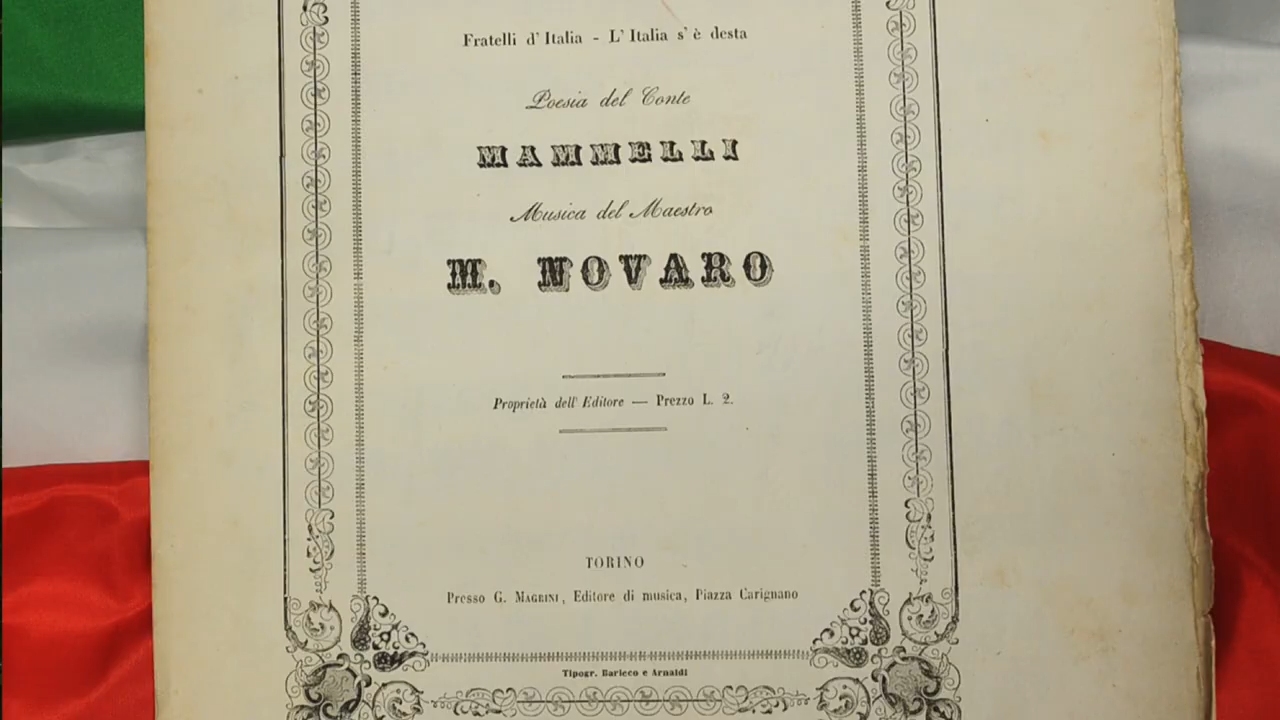 Fratelli d' Italia - L' Italia s' è desta
Poesia del Conte
MAMMELLI
Musica del Maestro
M. NOVARO
Proprietà dell' Editore — Prezzo L. 2.
TORINO
Presso G. MAGRINI, Editore di musica, Piazza Carignano
Tipogr. Baricco e Arnaldi